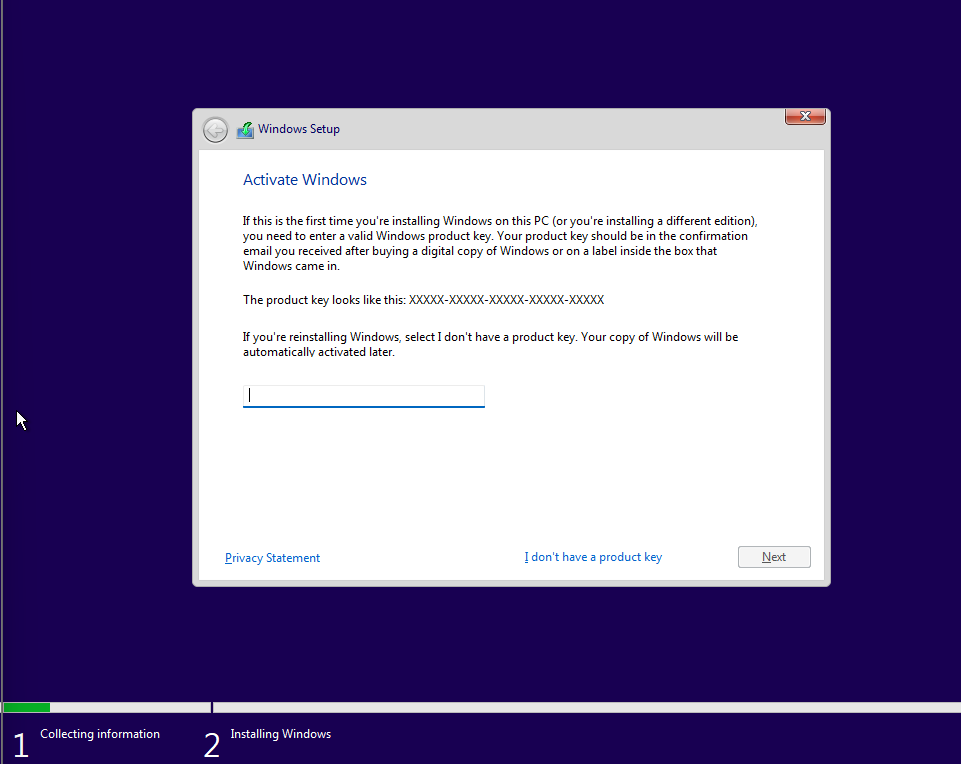 Windows Setup
Activate Windows
If this is the first time you're installing Windows on this PC (or you're installing a different edition),
you need to enter a valid Windows product key. Your product key should be in the confirmation
email you received after buying a digital copy of Windows or on a label inside the box that
Windows came in.
The product key looks like this: XXXXX-XXXXX-XXXXX-XXXXX-XXXXX
If you're reinstalling Windows, select I don't have a product key. Your copy of Windows will be
automatically activated later.
Privacy Statement
I don't have a product key
Next
1 Collecting information
2 Installing Windows